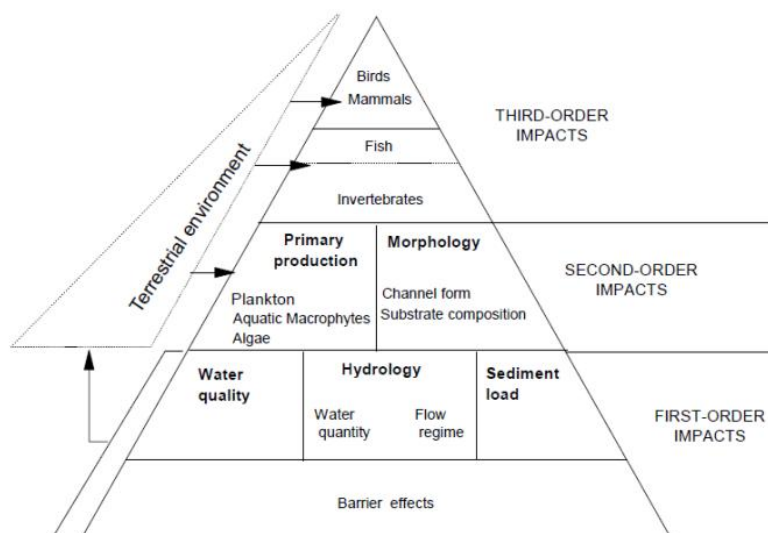 Birds
Mammals
THIRD-ORDER
IMPACTS
Fish
Terrestrial environment
Invertebrates
Primary
production
Morphology
SECOND-ORDER
IMPACTS
Plankton
Aquatic Macrophytes
Algae
Channel form
Substrate composition
Water
quality
Hydrology
Sediment
load
Water
quantity
Flow
regime
FIRST-ORDER
IMPACTS
Barrier effects